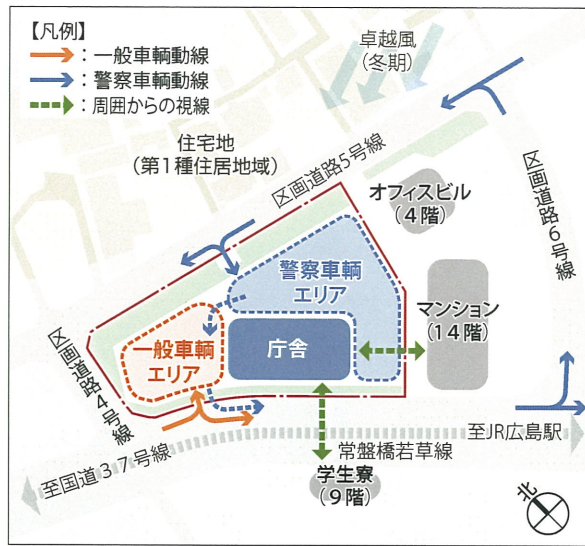 【凡例】
：一般車輌動線
：警察車輌動線
：周囲からの視線
卓越風
（冬期）
住宅地
（第1種住居地域）
区画道路5号線
オフィスビル
（4階）
区画道路6号線
警察車輌
エリア
マンション
（14階）
庁舎
一般車輌
エリア
区画道路4号線
至JR広島駅
常盤橋若草線
至国道37号線
学生寮
（9階）
北